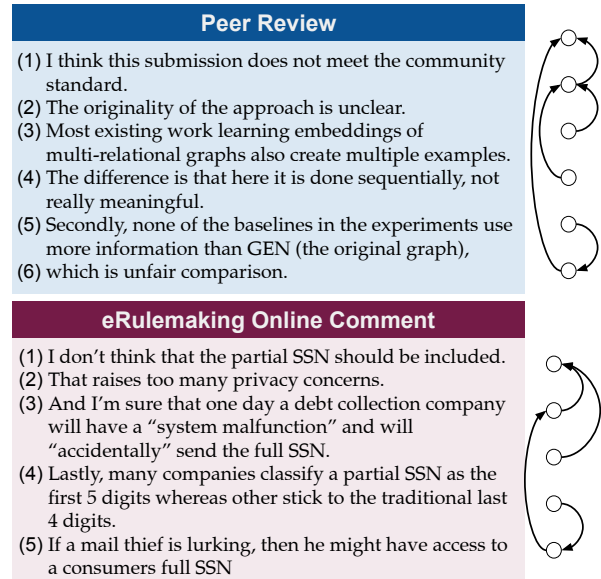 Peer Review
(1) I think this submission does not meet the community
standard.
(2) The originality of the approach is unclear.
(3) Most existing work learning embeddings of
multi-relational graphs also create multiple examples.
(4) The difference is that here it is done sequentially, not
really meaningful.
(5) Secondly, none of the baselines in the experiments use
more information than GEN (the original graph),
(6) which is unfair comparison.
eRulemaking Online Comment
(1) I don't think that the partial SSN should be included.
(2) That raises too many privacy concerns.
(3) And I'm sure that one day a debt collection company
will have a “system malfunction” and will
“accidentally” send the full SSN.
(4) Lastly, many companies classify a partial SSN as the
first 5 digits whereas other stick to the traditional last
4 digits.
(5) If a mail thief is lurking, then he might have access to
a consumers full SSN